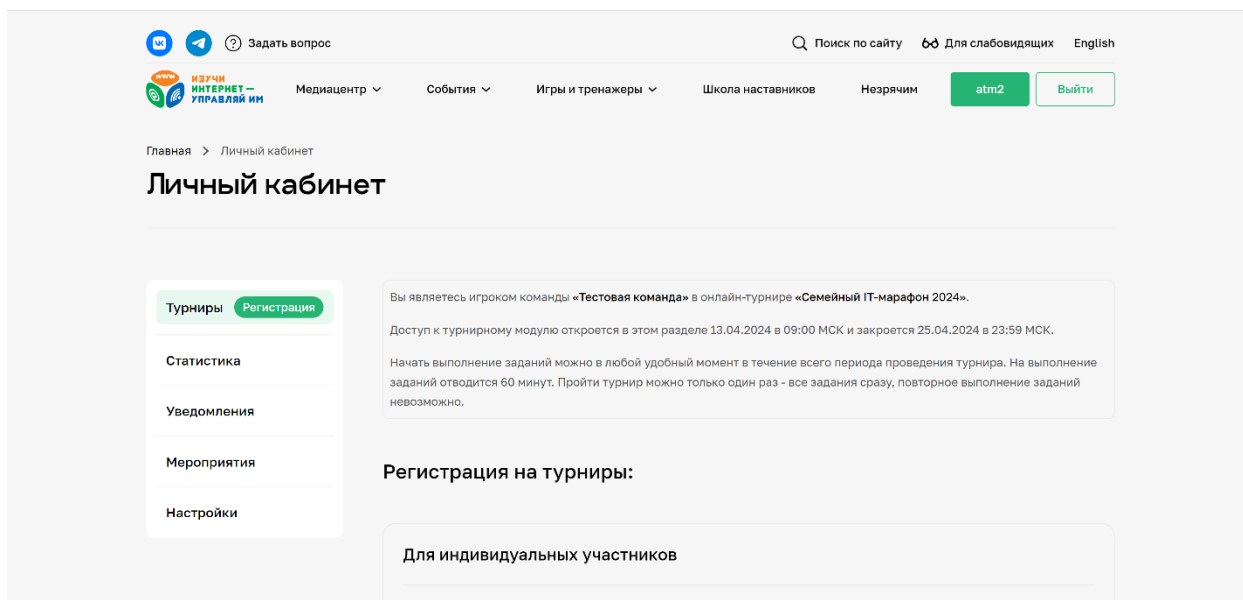 Задать вопрос
Поиск по сайту Для слабовидящих English
www
ИЗУЧИ
ИНТЕРНЕТ —
УПРАВЛЯЙ ИМ
Медиацентр События Игры и тренажеры Школа наставников Незрячим atm2 Выйти
Главная > Личный кабинет
Личный кабинет
Турниры Регистрация
Статистика
Уведомления
Мероприятия
Настройки
Вы являетесь игроком команды «Тестовая команда» в онлайн-турнире «Семейный IT-марафон 2024».
Доступ к турнирному модулю откроется в этом разделе 13.04.2024 в 09:00 МСК и закроется 25.04.2024 в 23:59 МСК.
Начать выполнение заданий можно в любой удобный момент в течение всего периода проведения турнира. На выполнение
заданий отводится 60 минут. Пройти турнир можно только один раз - все задания сразу, повторное выполнение заданий
невозможно.
Регистрация на турниры:
Для индивидуальных участников